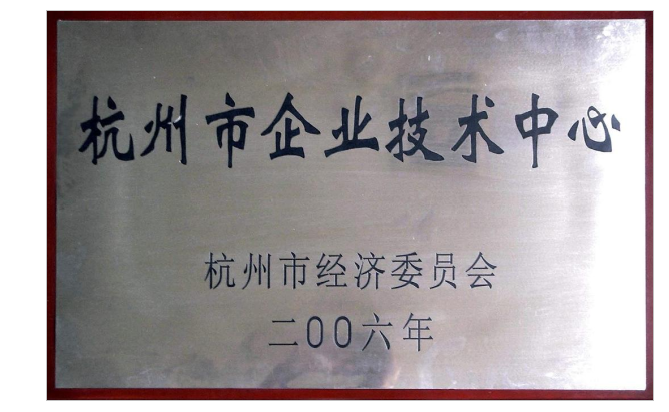 杭州市企业技术中心
杭州市经济委员会
二00六年